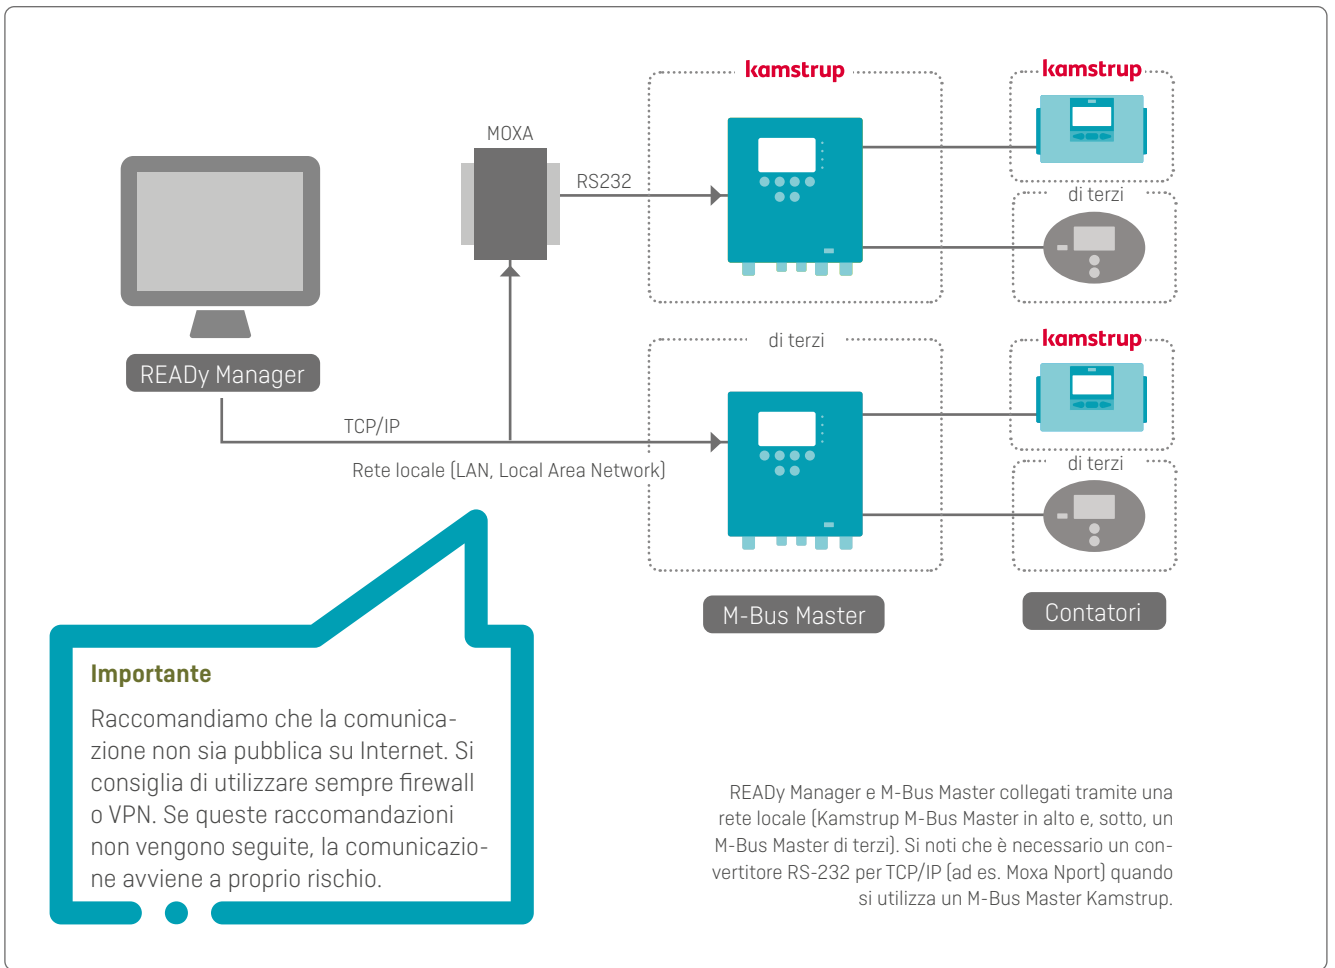 kamstrup
kamstrup
MOXA
RS232
di terzi
di terzi
kamstrup
READy Manager
TCP/IP
Rete locale (LAN, Local Area Network)
di terzi
M-Bus Master
Contatori
Importante
Raccomandiamo che la comunica-
zione non sia pubblica su Internet. Si
consiglia di utilizzare sempre firewall
o VPN. Se queste raccomandazioni
non vengono seguite, la comunicazio-
ne avviene a proprio rischio.
READy Manager e M-Bus Master collegati tramite una
rete locale (Kamstrup M-Bus Master in alto e, sotto, un
M-Bus Master di terzi). Si noti che è necessario un con-
vertitore RS-232 per TCP/IP (ad es. Moxa Nport) quando
si utilizza un M-Bus Master Kamstrup.